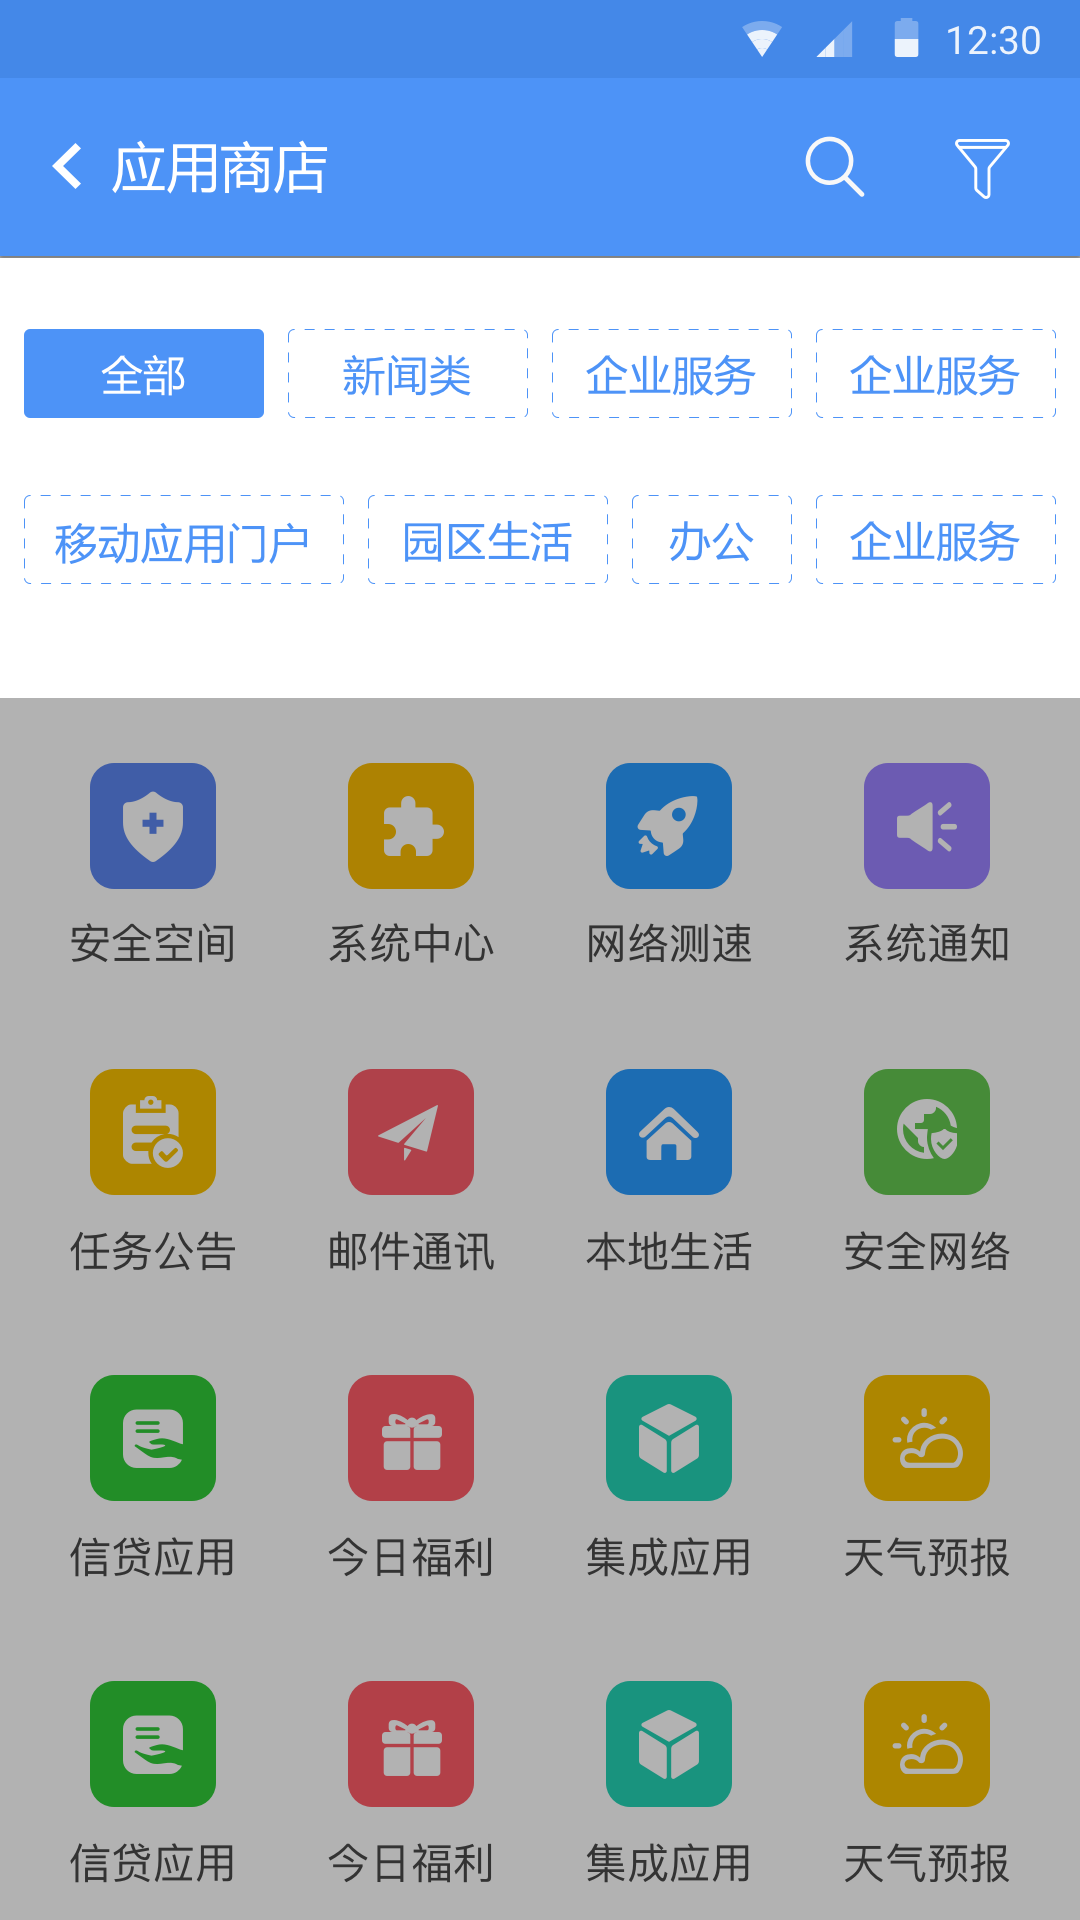 12:30
应用商店
全部 新闻类 企业服务 企业服务
移动应用门户 园区生活 办公 企业服务
安全空间 系统中心 网络测速 系统通知
任务公告 邮件通讯 本地生活 安全网络
信贷应用 今日福利 集成应用 天气预报
信贷应用 今日福利 集成应用 天气预报